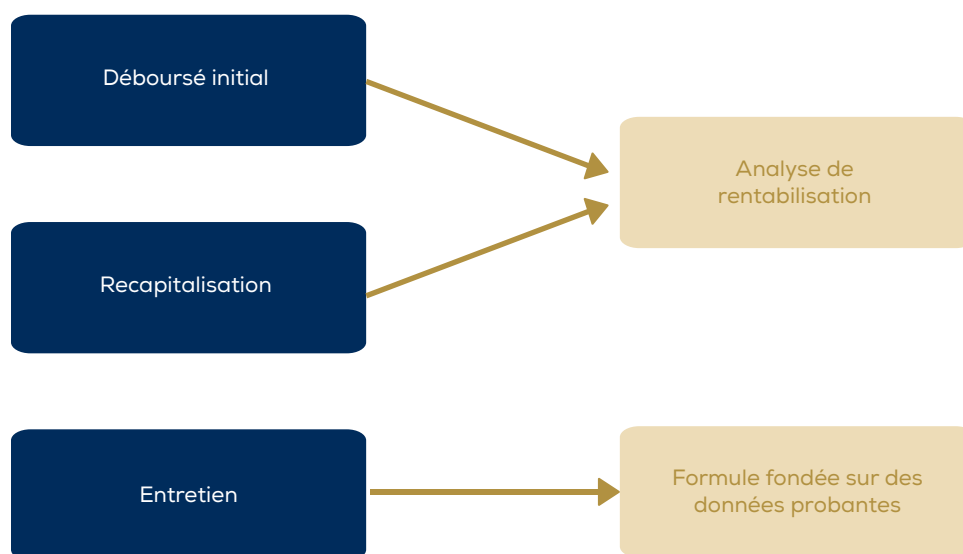 Déboursé initial
Analyse de
rentabilisation
Recapitalisation
Entretien
Formule fondée sur des
données probantes